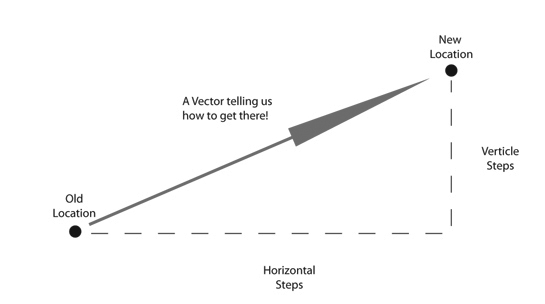 New
Location
A Vector telling us
how to get there!
Verticle
Steps
Old
Location
Horizontal
Steps